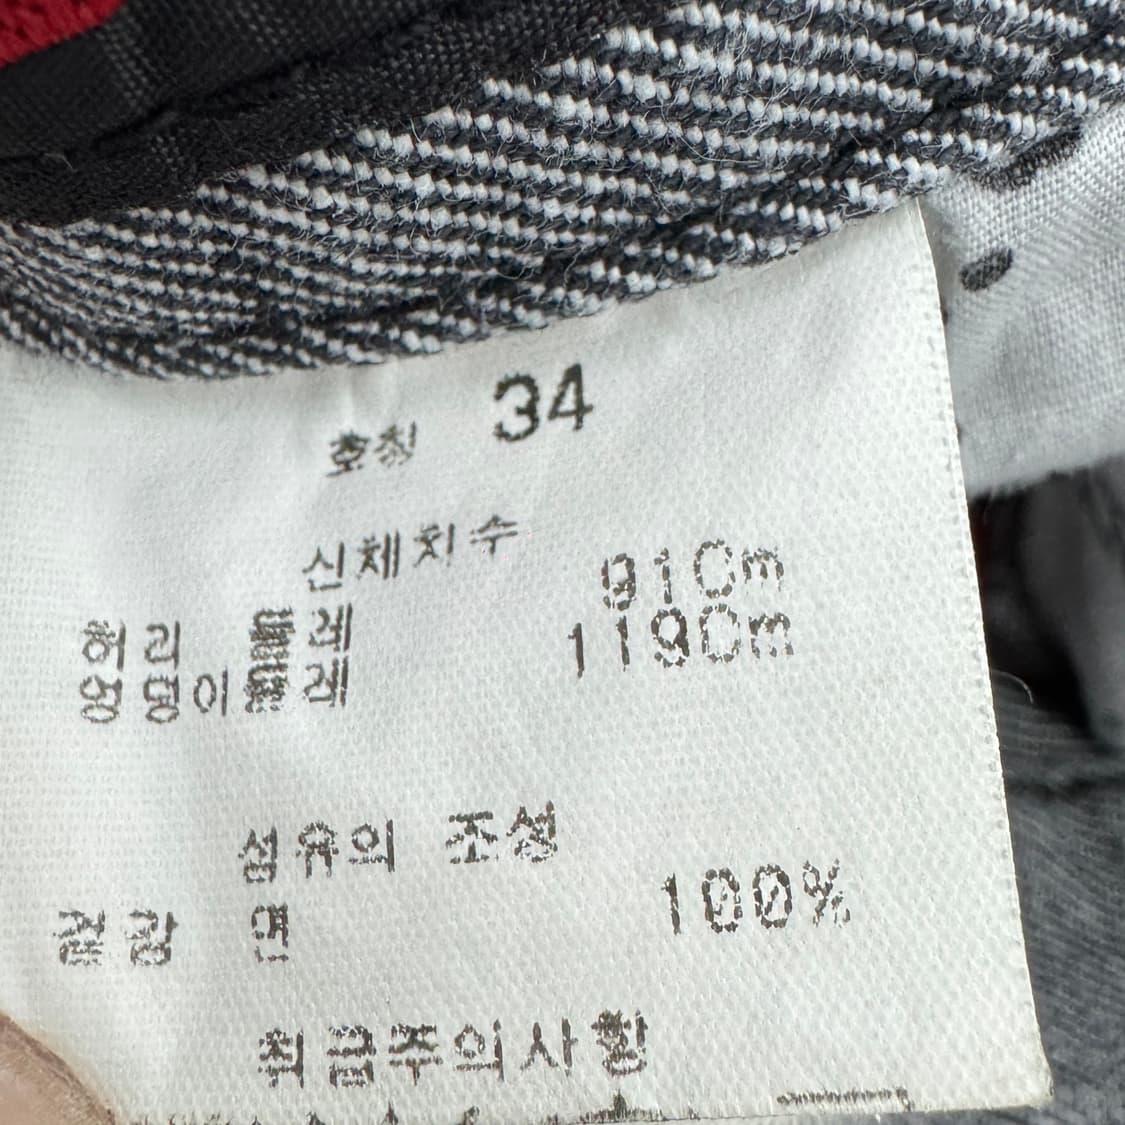 호칭 34
신체치수
허리둘레 91Cm
엉덩이둘레 119Cm
섬유의 조성
겉감 면 100%
취급주의사항